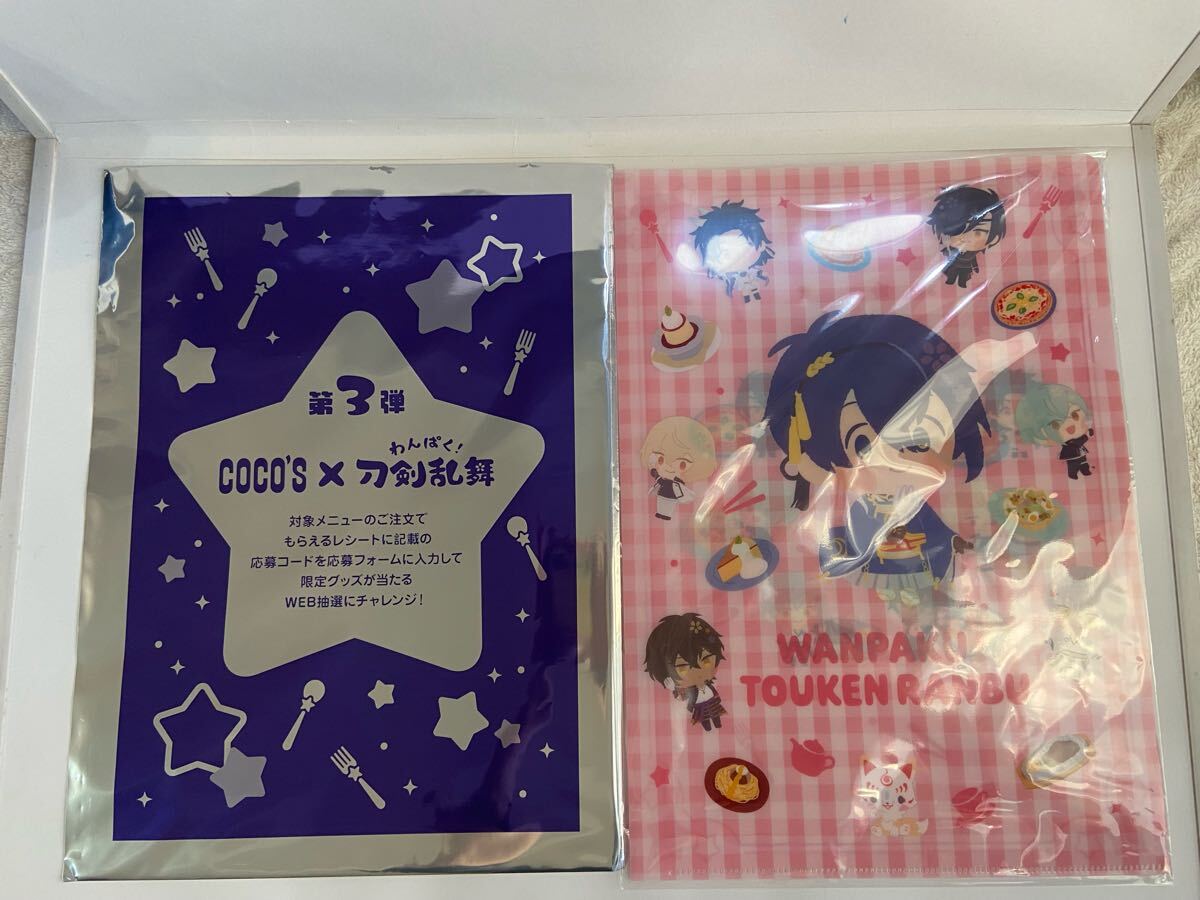 第3弾
わんぱく!
COCO'S×刀剣乱舞
対象メニューのご注文で
もらえるレシートに記載の
応募コードを応募フォームに入力して
限定グッズが当たる
WEB抽選にチャレンジ!
WANPAKU
TOUKEN RANBU